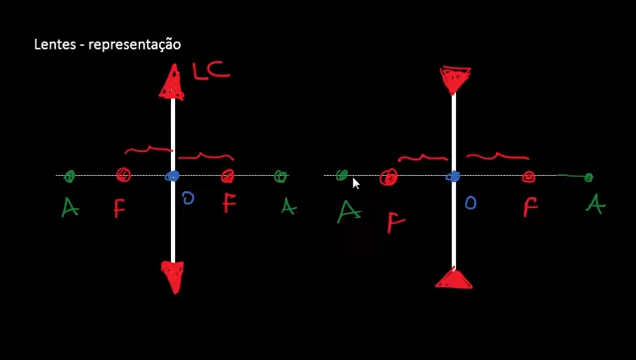 Lentes - representação
LC
A F O F A
A F O F A